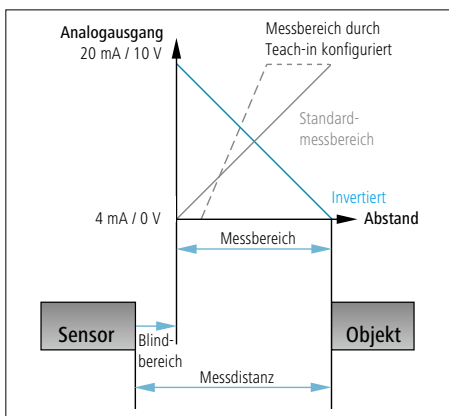 Analogausgang
20 mA / 10 V
Messbereich durch
Teach-in konfiguriert
Standard-
messbereich
Invertiert
4 mA / 0 V
Abstand
Messbereich
Sensor
Blind-
bereich
Objekt
Messdistanz